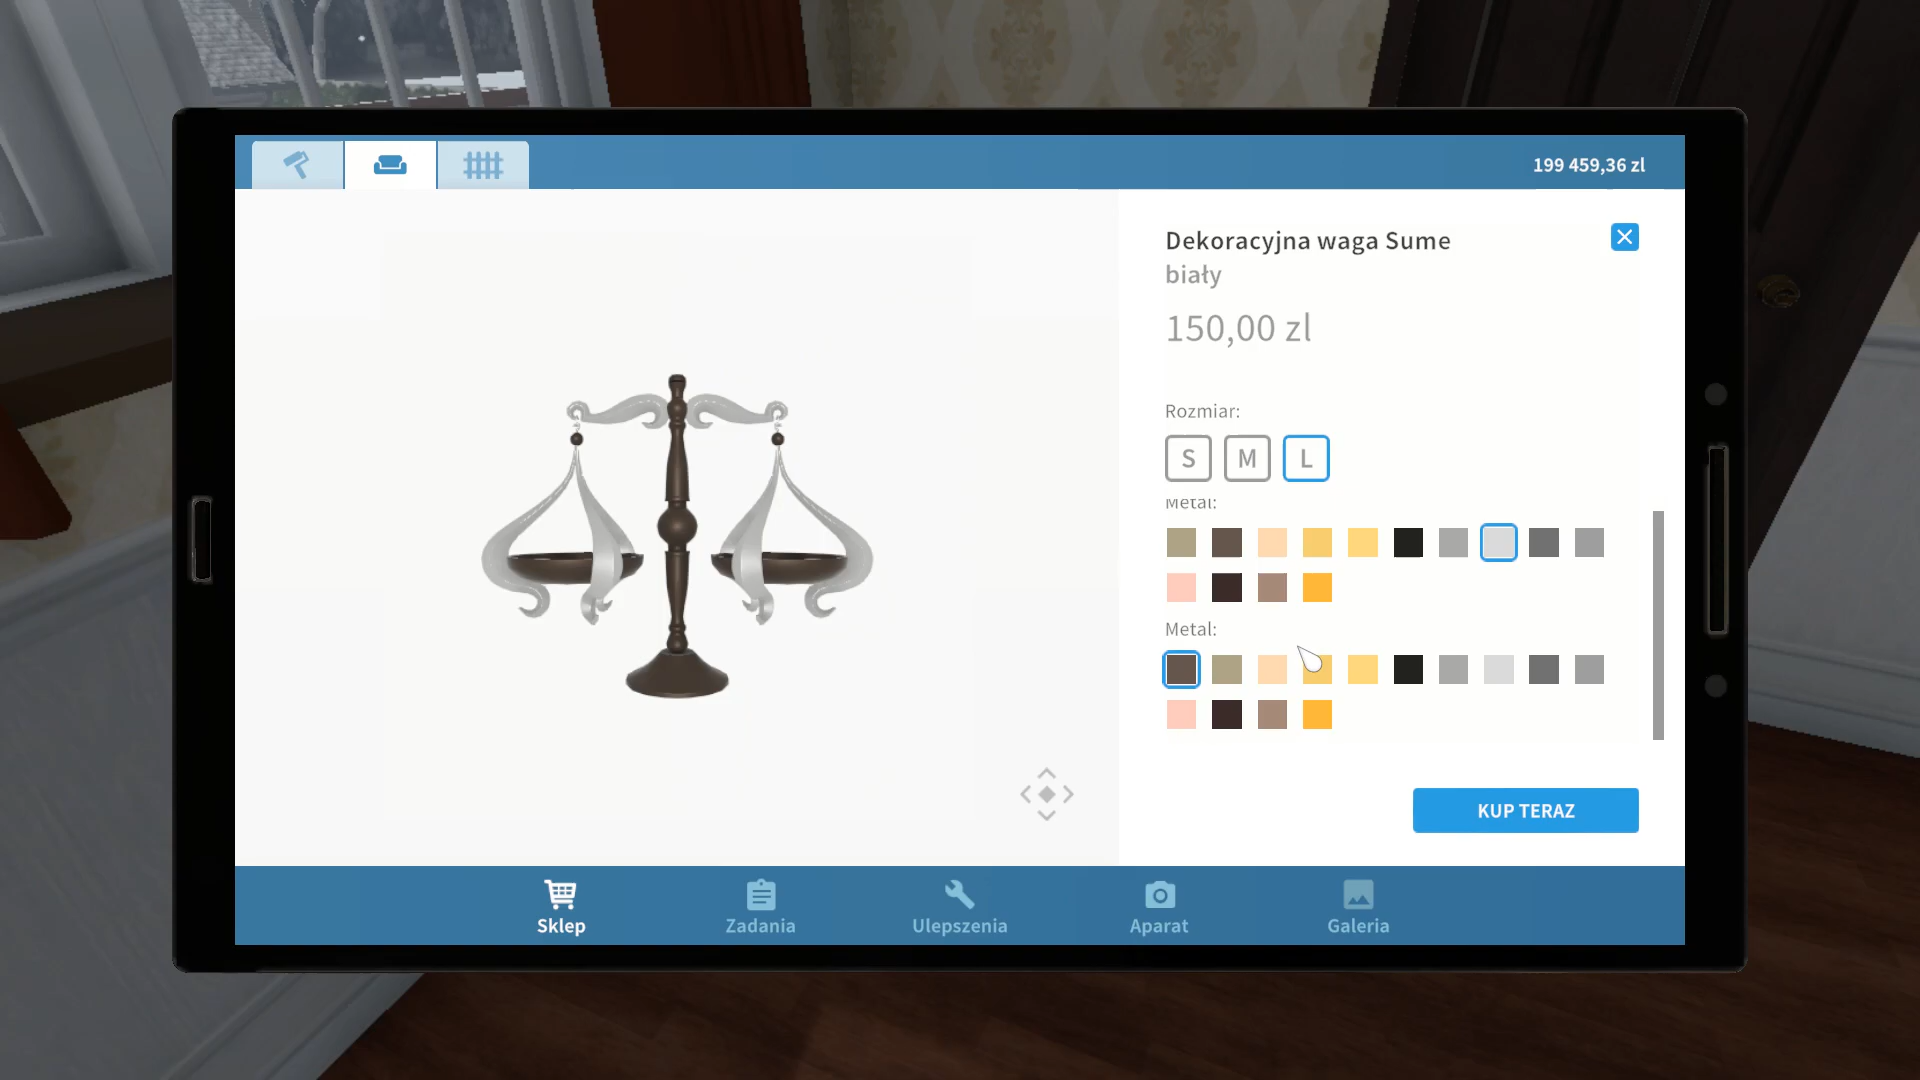 199 459,36 zl
Dekoracyjna waga Sume
biały
150,00 zl
Rozmiar:
S M L
Metal:
Metal:
KUP TERAZ
Sklep Zadania Ulepszenia Aparat Galeria